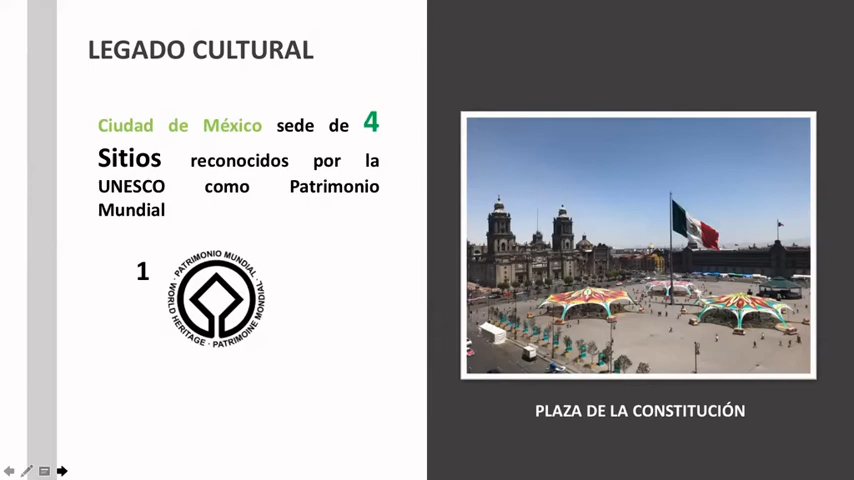 LEGADO CULTURAL
Ciudad de México sede de 4
Sitios reconocidos por la
UNESCO como Patrimonio
Mundial
1
· PATRIMONIO MUNDIAL · WORLD HERITAGE · PATRIMOINE MONDIAL
PLAZA DE LA CONSTITUCIÓN